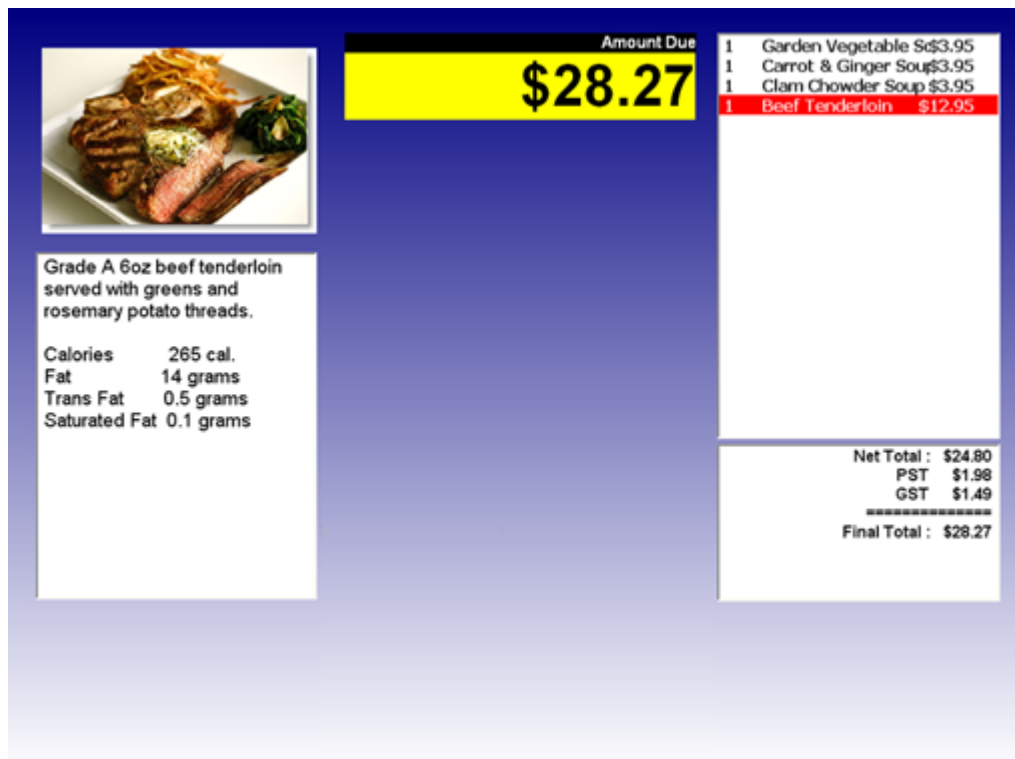 Amount Due
$28.27
1 Garden Vegetable So$3.95
1 Carrot & Ginger Soup$3.95
1 Clam Chowder Soup $3.95
1 Beef Tenderloin $12.95
Grade A 6oz beef tenderloin
served with greens and
rosemary potato threads.
Calories 265 cal.
Fat 14 grams
Trans Fat 0.5 grams
Saturated Fat 0.1 grams
Net Total : $24.80
PST $1.98
GST $1.49
==============
Final Total : $28.27